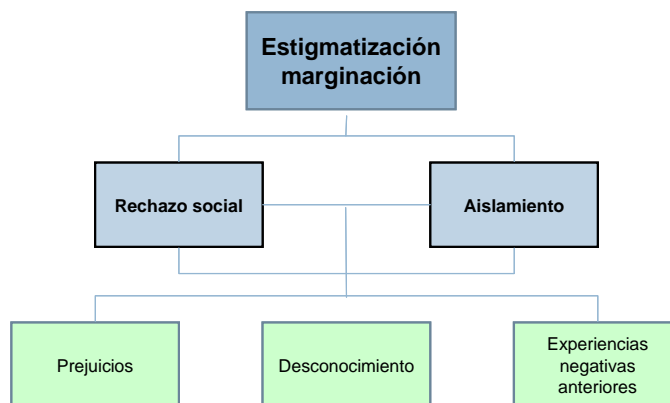 Estigmatización
marginación
Rechazo social
Aislamiento
Prejuicios
Desconocimiento
Experiencias
negativas
anteriores